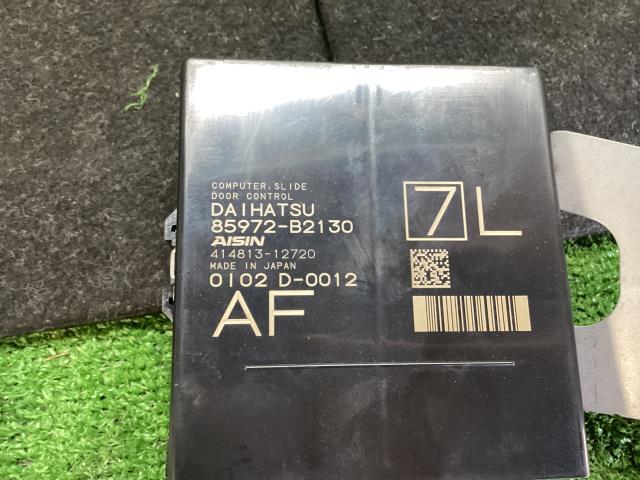 COMPUTER, SLIDE
DOOR CONTROL
DAIHATSU
85972-B2130
AISIN
414813-12720
MADE IN JAPAN
0102 D-0012
AF
7L